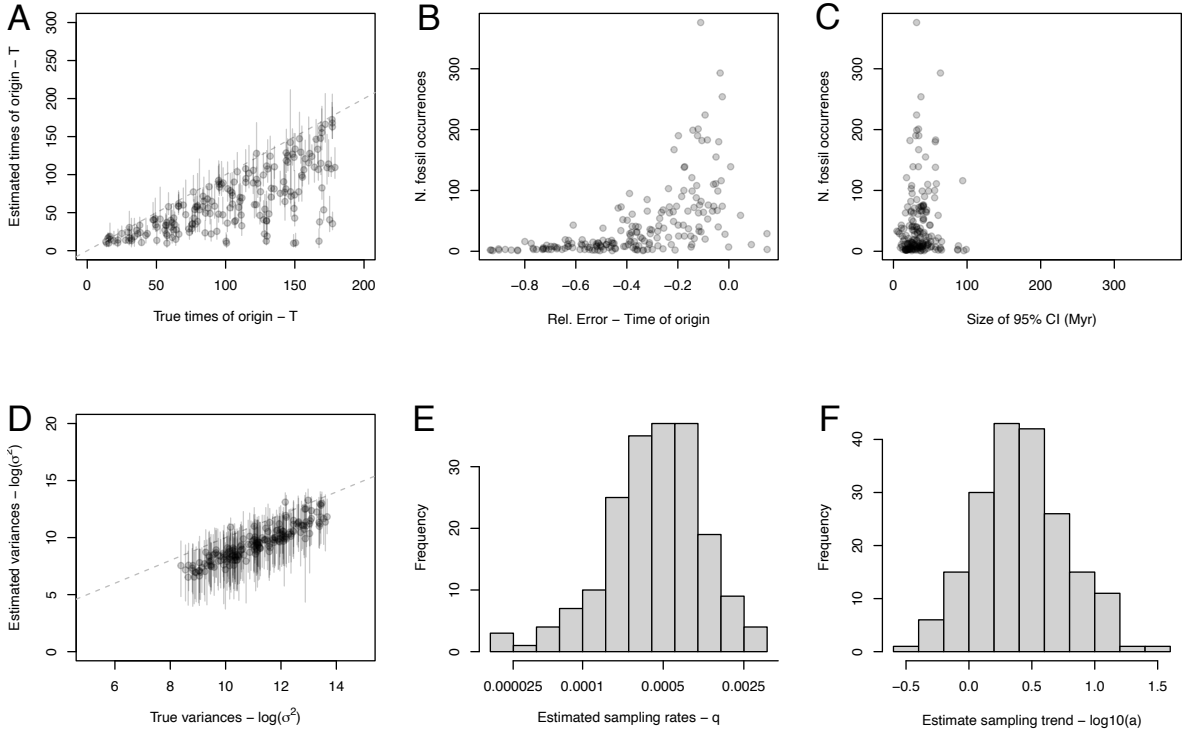 A
B
C
Estimated times of origin − T
0 50 100 150 200 250 300
0 50 100 150 200
True times of origin − T
N. fossil occurrences
0 100 200 300
−0.8 −0.6 −0.4 −0.2 0.0
Rel. Error − Time of origin
N. fossil occurrences
0 100 200 300
0 100 200 300
Size of 95% CI (Myr)
D
E
F
Estimated variances − log(σ²)
0 5 10 15 20
6 8 10 12 14
True variances − log(σ²)
Frequency
0 10 20 30
0.000025 0.0001 0.0005 0.0025
Estimated sampling rates − q
Frequency
0 10 20 30 40
−0.5 0.0 0.5 1.0 1.5
Estimate sampling trend − log10(a)